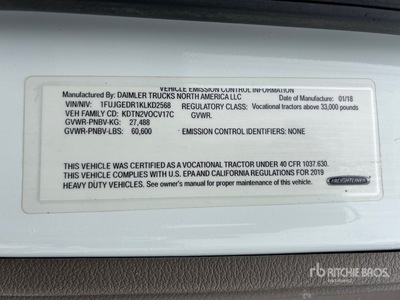 VEHICLE EMISSION CONTROL INFORMATION
Manufactured By: DAIMLER TRUCKS NORTH AMERICA LLC Date of Manufacture: 01/18
VIN/NIV: 1FUJGEDR1KLKD2568 REGULATORY CLASS: Vocational tractors above 33,000 pounds
VEH FAMILY CD: KDTN2VOCV17C GVWR.
GVWR-PNBV-KG: 27,488
GVWR-PNBV-LBS: 60,600 EMISSION CONTROL IDENTIFIERS: NONE
THIS VEHICLE WAS CERTIFIED AS A VOCATIONAL TRACTOR UNDER 40 CFR 1037.630.
THIS VEHICLE COMPLIES WITH U.S. EPA AND CALIFORNIA REGULATIONS FOR 2019
HEAVY DUTY VEHICLES. See owner's manual for proper maintenance of this vehicle.
FREIGHTLINER
rb RITCHIE BROS.